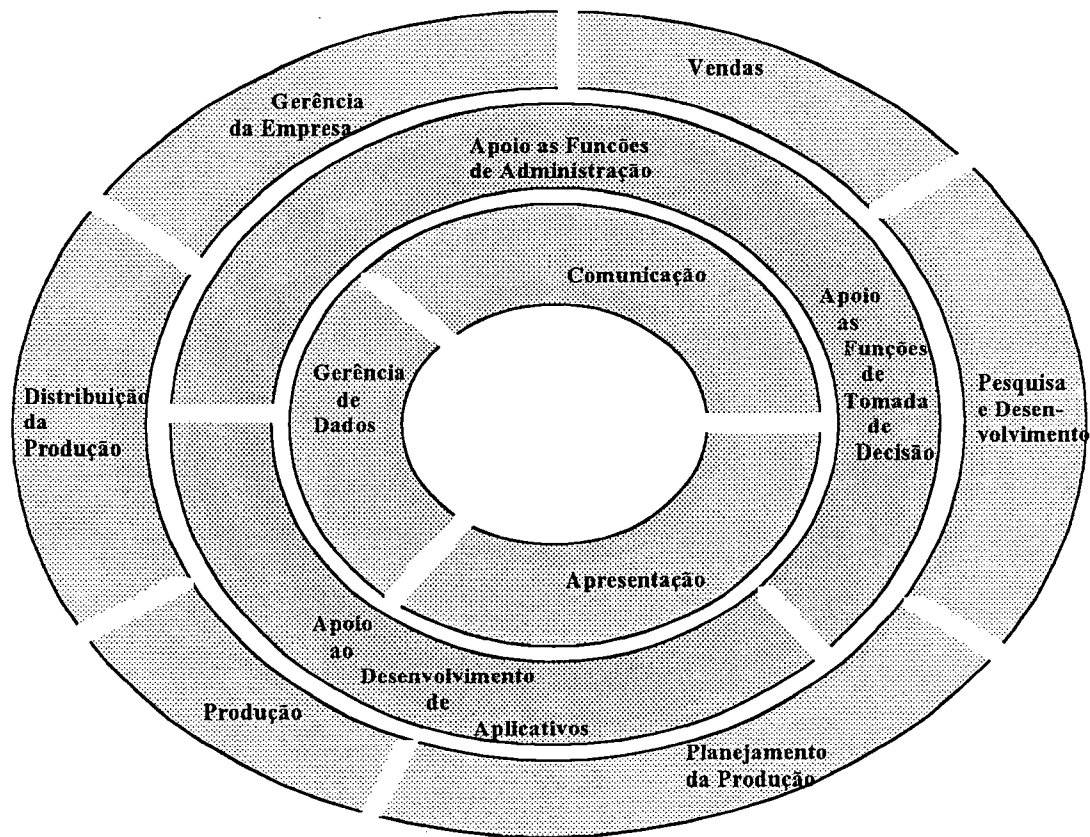 Vendas
Gerência
da Empresa
Apoio as Funcões
de Administração
Comunicação
Apoio
as
Funções
de
Tomada
de
Decisão
Gerência
de
Dados
Distribuição
da
Produção
Pesquisa
e Desen-
volvimento
Apresentação
Apoio
ao
Desenvolvimento
de
Aplicativos
Produção
Planejamento
da Produção